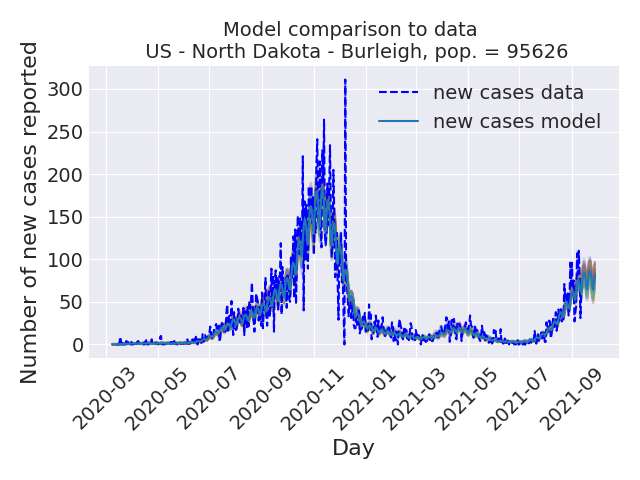 Model comparison to data
US - North Dakota - Burleigh, pop. = 95626
Number of new cases reported
300
250
200
150
100
50
0
new cases data
new cases model
2020-03
2020-05
2020-07
2020-09
2020-11
2021-01
2021-03
2021-05
2021-07
2021-09
Day